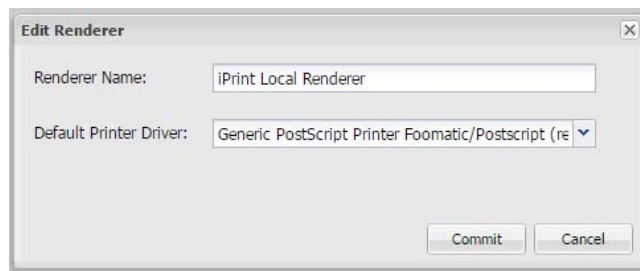 Edit Renderer
Renderer Name: iPrint Local Renderer
Default Printer Driver: Generic PostScript Printer Foomatic/Postscript (re
Commit Cancel